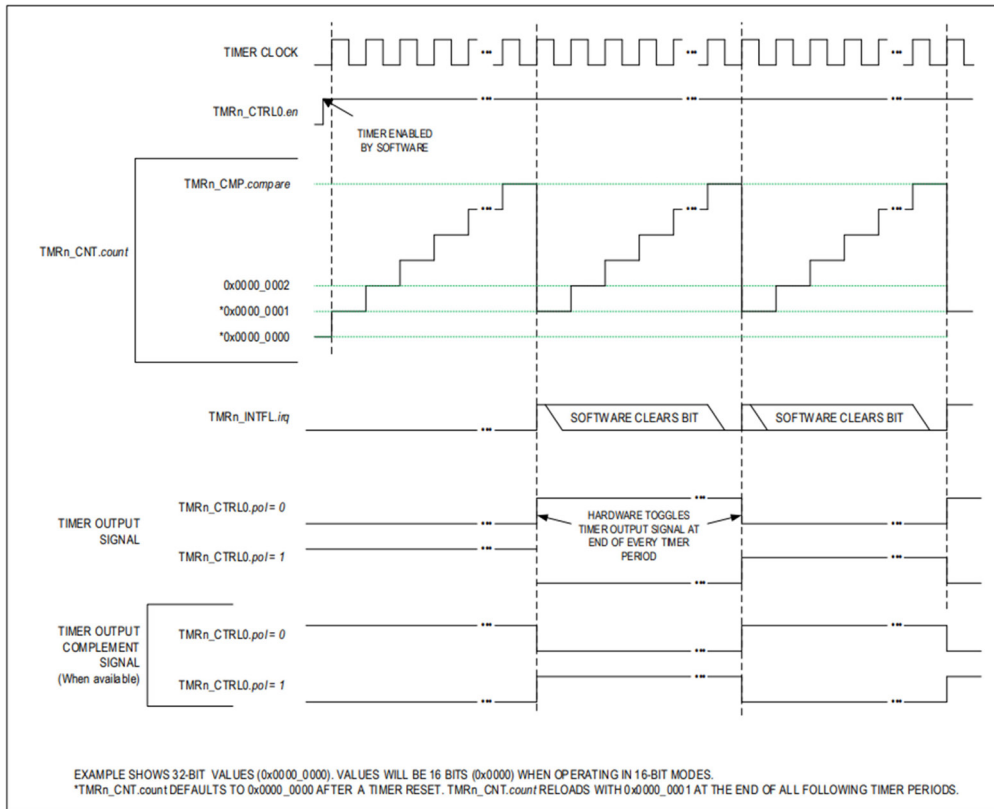 TIMER CLOCK
TMRn_CTRL0.en
TIMER ENABLED
BY SOFTWARE
TMRn_CMP.compare
TMRn_CNT.count
0x0000_0002
*0x0000_0001
*0x0000_0000
TMRn_INTFL.irq
SOFTWARE CLEARS BIT
SOFTWARE CLEARS BIT
TIMER OUTPUT
SIGNAL
TMRn_CTRL0.pol = 0
TMRn_CTRL0.pol = 1
HARDWARE TOGGLES
TIMER OUTPUT SIGNAL AT
END OF EVERY TIMER
PERIOD
TIMER OUTPUT
COMPLEMENT
SIGNAL
(When available)
TMRn_CTRL0.pol = 0
TMRn_CTRL0.pol = 1
EXAMPLE SHOWS 32-BIT VALUES (0x0000_0000). VALUES WILL BE 16 BITS (0x0000) WHEN OPERATING IN 16-BIT MODES.
*TMRn_CNT.count DEFAULTS TO 0x0000_0000 AFTER A TIMER RESET. TMRn_CNT.count RELOADS WITH 0x0000_0001 AT THE END OF ALL FOLLOWING TIMER PERIODS.